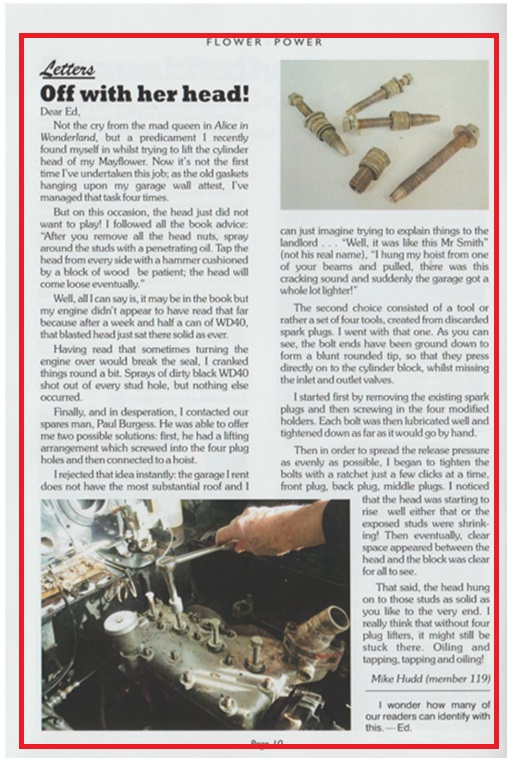 FLOWER POWER
Letters
Off with her head!
Dear Ed,
Not the cry from the mad queen in Alice in
Wonderland, but a predicament I recently
found myself in whilst trying to lift the cylinder
head of my Mayflower. Now it's not the first
time I've undertaken this job; as the old gaskets
hanging upon my garage wall attest, I've
managed that task four times.
But on this occasion, the head just did not
want to play! I followed all the book advice:
"After you remove all the head nuts, spray
around the studs with a penetrating oil. Tap the
head from every side with a hammer cushioned
by a block of wood be patient; the head will
come loose eventually."
Well, all I can say is, it may be in the book but
my engine didn't appear to have read that far
because after a week and half a can of WD40,
that blasted head just sat there solid as ever.
Having read that sometimes turning the
engine over would break the seal, I cranked
things round a bit. Sprays of dirty black WD40
shot out of every stud hole, but nothing else
occurred.
Finally, and in desperation, I contacted our
spares man, Paul Burgess. He was able to offer
me two possible solutions: first, he had a lifting
arrangement which screwed into the four plug
holes and then connected to a hoist.
I rejected that idea instantly: the garage I rent
does not have the most substantial roof and I
can just imagine trying to explain things to the
landlord . . . "Well, it was like this Mr Smith"
(not his real name), "I hung my hoist from one
of your beams and pulled, there was this
cracking sound and suddenly the garage got a
whole lot lighter!"
The second choice consisted of a tool or
rather a set of four tools, created from discarded
spark plugs. I went with that one. As you can
see, the bolt ends have been ground down to
form a blunt rounded tip, so that they press
directly on to the cylinder block, whilst missing
the inlet and outlet valves.
I started first by removing the existing spark
plugs and then screwing in the four modified
holders. Each bolt was then lubricated well and
tightened down as far as it would go by hand.
Then in order to spread the release pressure
as evenly as possible, I began to tighten the
bolts with a ratchet just a few clicks at a time,
front plug, back plug, middle plugs. I noticed
that the head was starting to
rise well either that or the
exposed studs were shrink-
ing! Then eventually, clear
space appeared between the
head and the block was clear
for all to see.
That said, the head hung
on to those studs as solid as
you like to the very end. I
really think that without four
plug lifters, it might still be
stuck there. Oiling and
tapping, tapping and oiling!
Mike Hudd (member 119)
I wonder how many of
our readers can identify with
this. — Ed.
Page 10